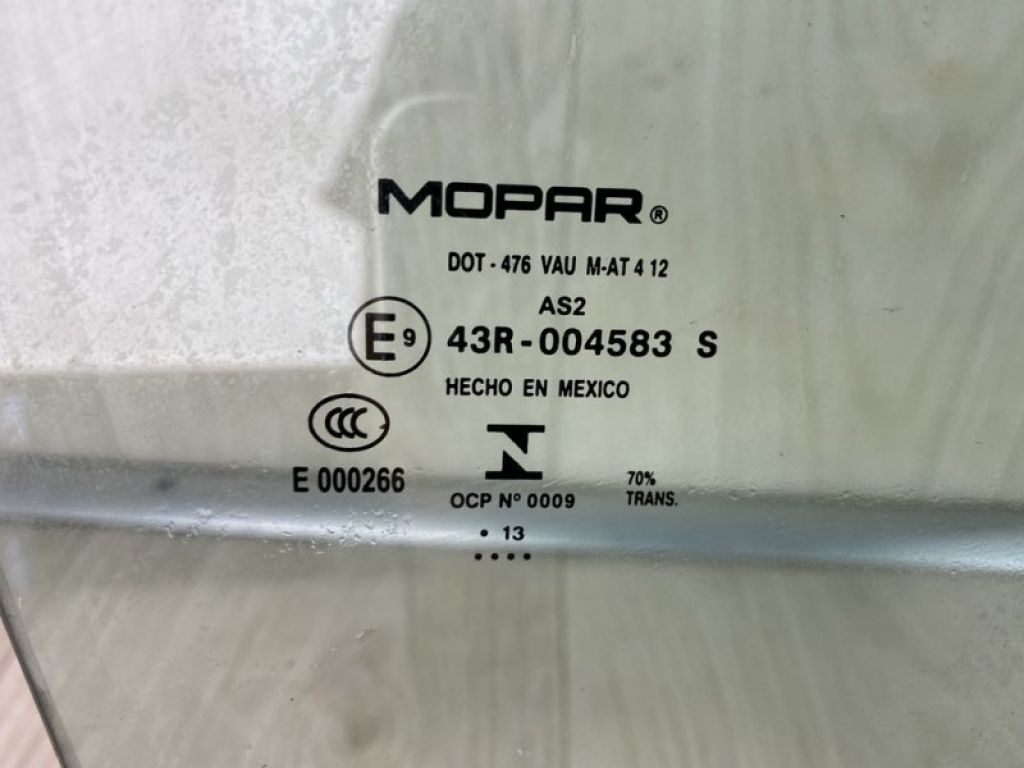 MOPAR®
DOT - 476 VAU M-AT 4 12
AS2
E9 43R-004583 S
HECHO EN MEXICO
CCC
E 000266
N
OCP Nº 0009
70%
TRANS.
• 13
• • • •